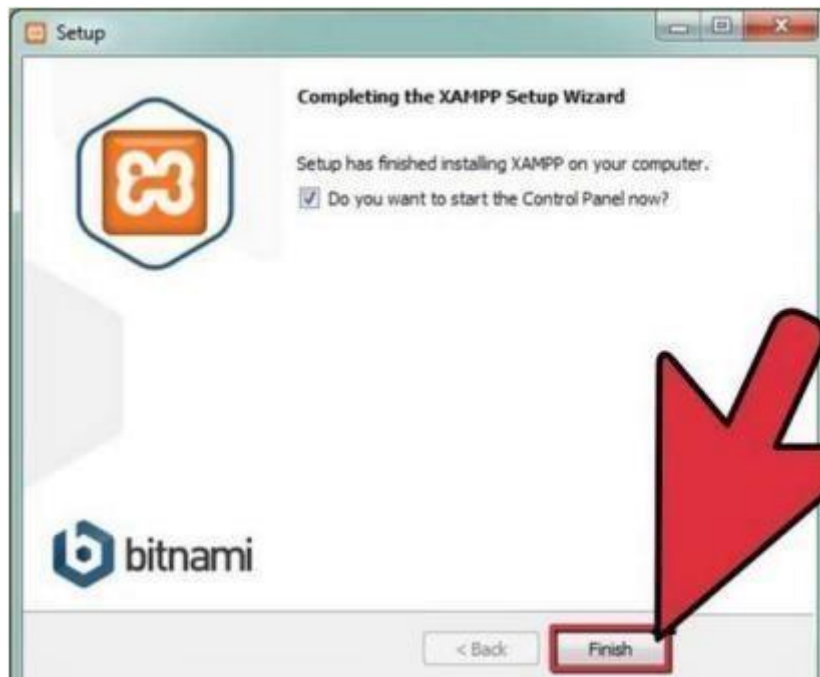 Setup
Completing the XAMPP Setup Wizard
Setup has finished installing XAMPP on your computer.
Do you want to start the Control Panel now?
bitnami
< Back
Finish